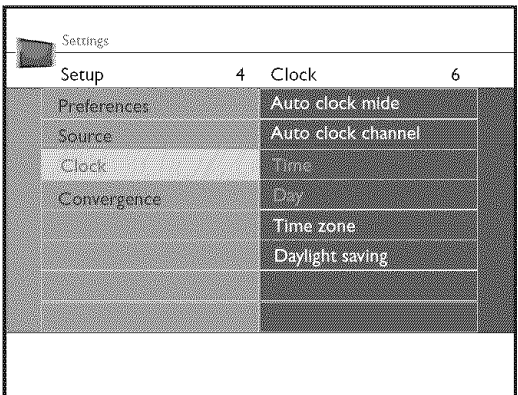 Settings
Setup 4 Clock 6
Preferences Auto clock mide
Source Auto clock channel
Clock Time
Convergence Day
Time zone
Daylight saving